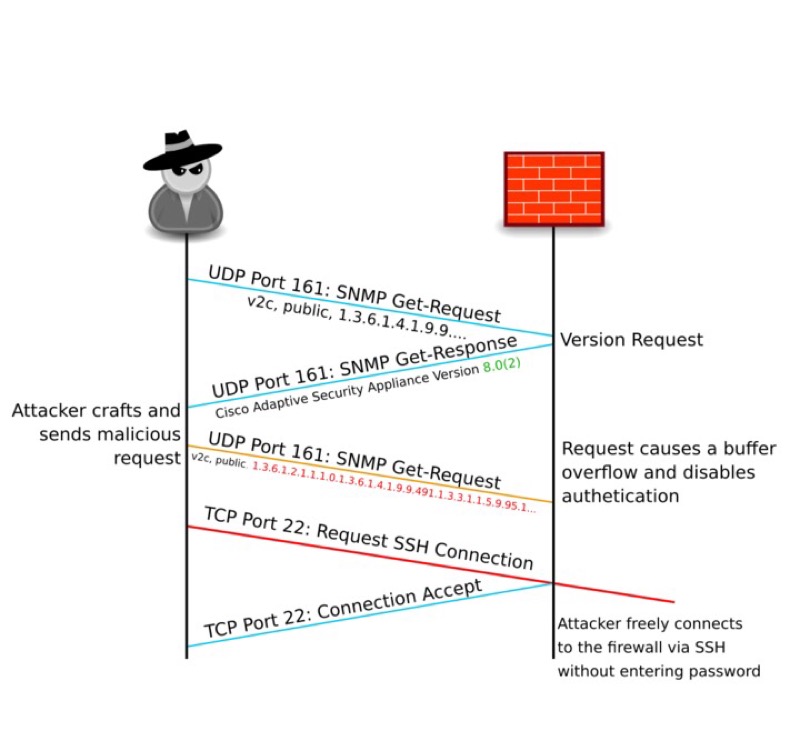 UDP Port 161: SNMP Get-Request
v2c, public, 1.3.6.1.4.1.9.9....
Version Request
UDP Port 161: SNMP Get-Response
Cisco Adaptive Security Appliance Version 8.0(2)
Attacker crafts and
sends malicious
request
UDP Port 161: SNMP Get-Request
v2c, public. 1.3.6.1.2.1.1.1.0.1.3.6.1.4.1.9.9.491.1.3.3.1.1.5.9.95.1...
Request causes a buffer
overflow and disables
authetication
TCP Port 22: Request SSH Connection
TCP Port 22: Connection Accept
Attacker freely connects
to the firewall via SSH
without entering password